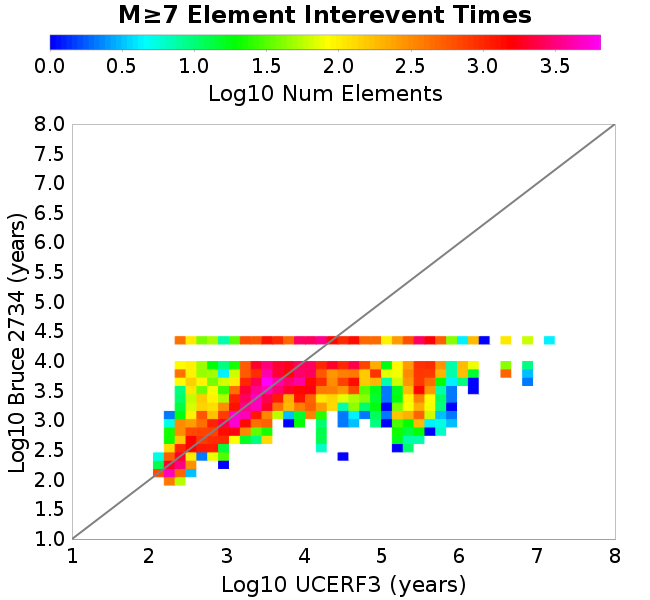 M≥7 Element Interevent Times
0.0 0.5 1.0 1.5 2.0 2.5 3.0 3.5
Log10 Num Elements
8.0
7.5
7.0
6.5
6.0
5.5
5.0
4.5
4.0
3.5
3.0
2.5
2.0
1.5
1.0
Log10 Bruce 2734 (years)
1 2 3 4 5 6 7 8
Log10 UCERF3 (years)